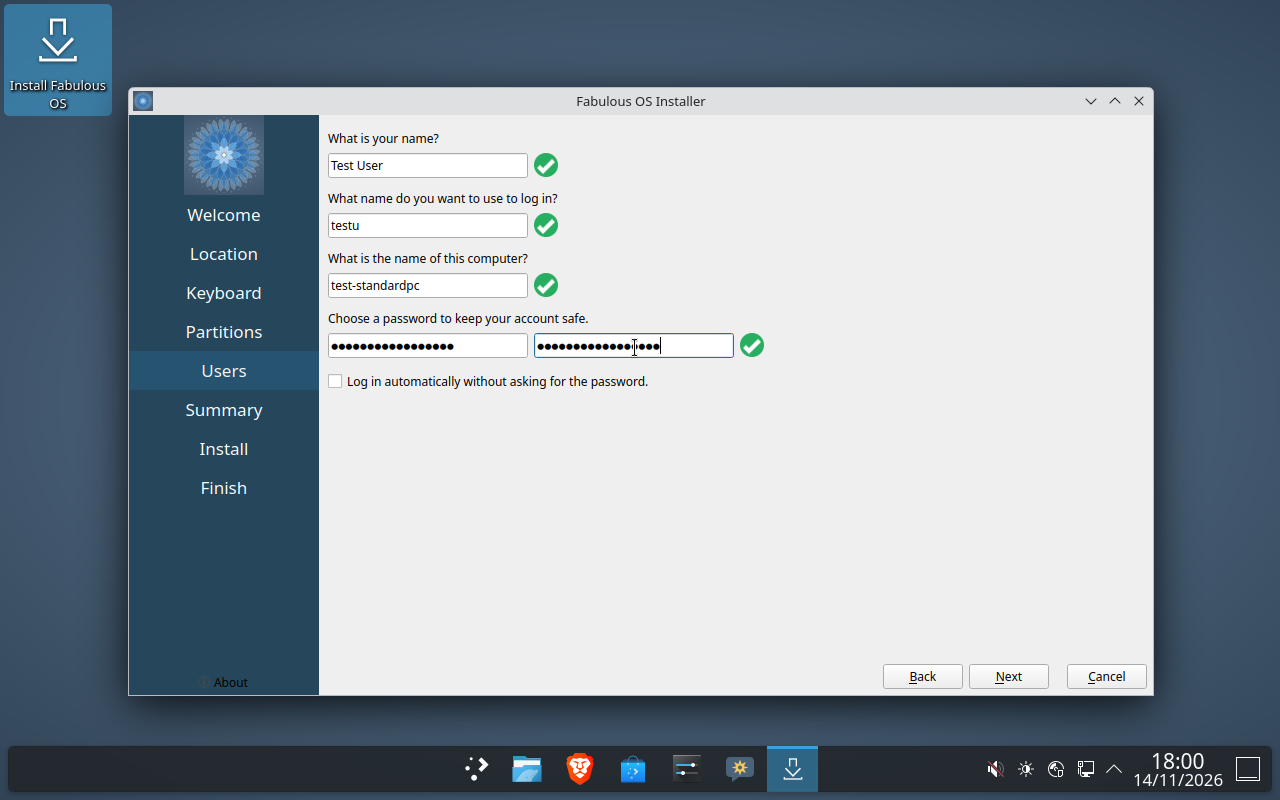 Install Fabulous
OS
Fabulous OS Installer
Welcome
Location
Keyboard
Partitions
Users
Summary
Install
Finish
About
What is your name?
Test User
What name do you want to use to log in?
testu
What is the name of this computer?
test-standardpc
Choose a password to keep your account safe.
Log in automatically without asking for the password.
Back
Next
Cancel
18:00
14/11/2026